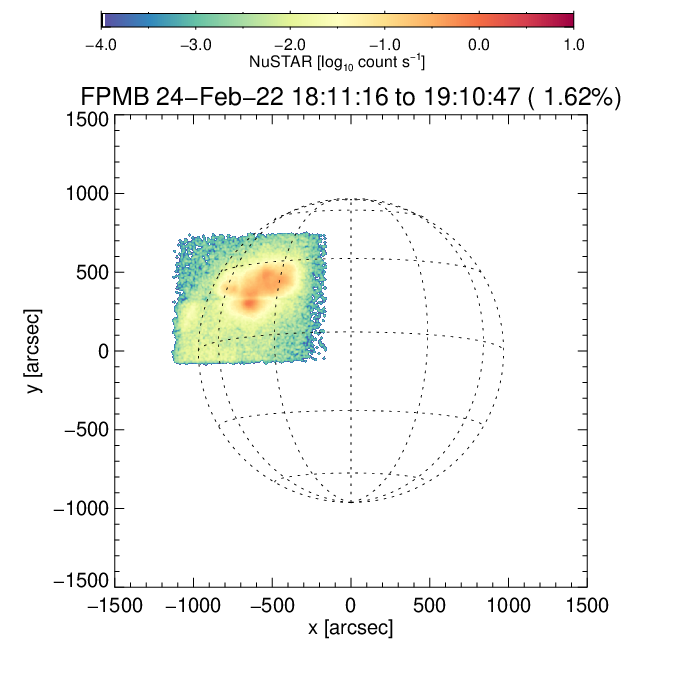 −4.0 −3.0 −2.0 −1.0 0.0 1.0
NuSTAR [log10 count s−1]
FPMB 24−Feb−22 18:11:16 to 19:10:47 ( 1.62%)
1500
1000
500
0
−500
−1000
−1500
y [arcsec]
−1500 −1000 −500 0 500 1000 1500
x [arcsec]